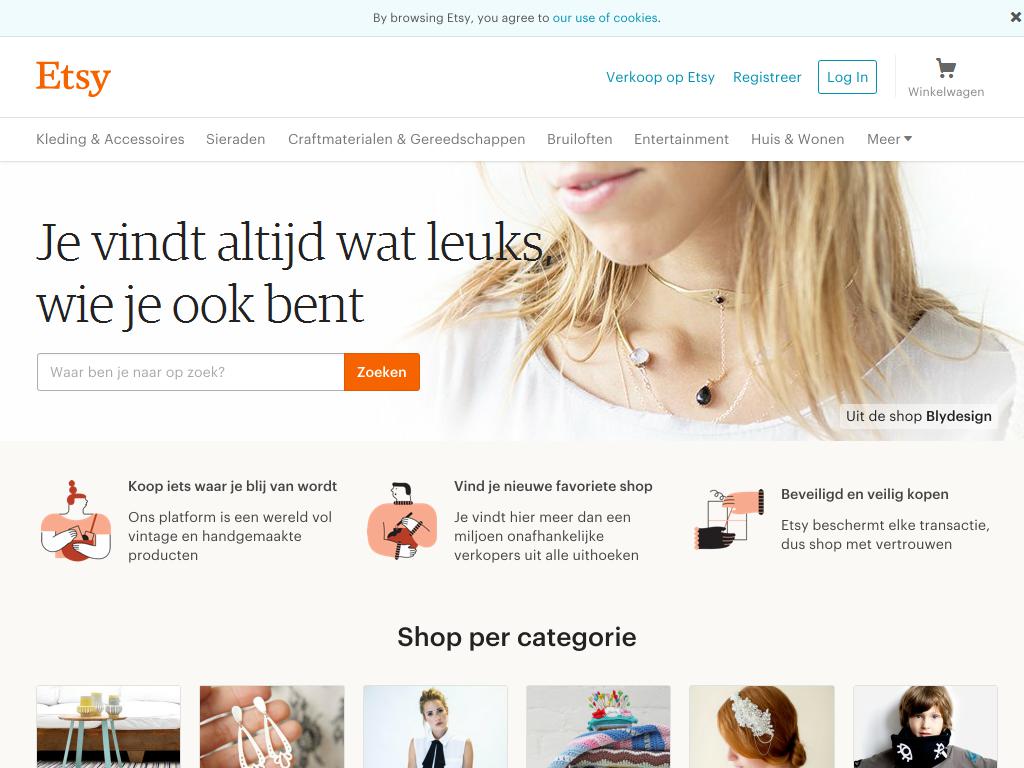 By browsing Etsy, you agree to our use of cookies.
Etsy
Verkoop op Etsy
Registreer
Log In
Winkelwagen
Kleding & Accessoires
Sieraden
Craftmaterialen & Gereedschappen
Bruiloften
Entertainment
Huis & Wonen
Meer
Je vindt altijd wat leuks,
wie je ook bent
Waar ben je naar op zoek?
Zoeken
Uit de shop Blydesign
Koop iets waar je blij van wordt
Ons platform is een wereld vol
vintage en handgemaakte
producten
Vind je nieuwe favoriete shop
Je vindt hier meer dan een
miljoen onafhankelijke
verkopers uit alle uithoeken
Beveiligd en veilig kopen
Etsy beschermt elke transactie,
dus shop met vertrouwen
Shop per categorie